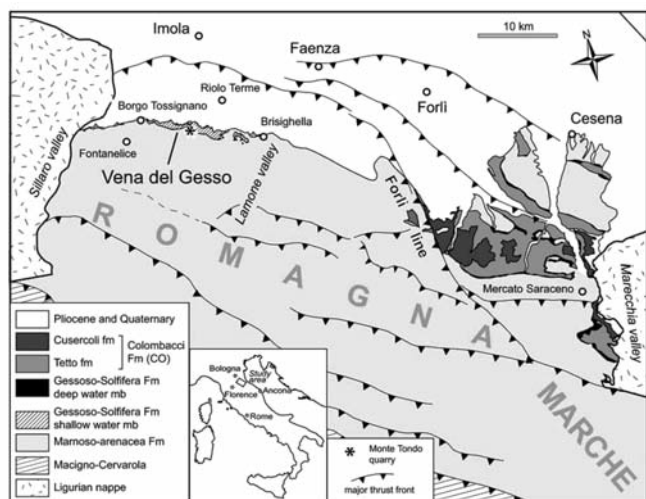 Imola
10 km
Faenza
Riolo Terme
Forlì
Borgo Tossignano
Cesena
Brisighella
Fontanelice
Vena del Gesso
Sillaro valley
Lamone valley
Forlì
line
ROMAGNA
MARCHE
Mercato Saraceno
Marecchia valley
Pliocene and Quaternary
Cusercoli fm
Tetto fm
Colombacci
Fm (CO)
Gessoso-Solfifera Fm
deep water mb
Gessoso-Solfifera Fm
shallow water mb
Marnoso-arenacea Fm
Macigno-Cervarola
Ligurian nappe
Bologna
Study
area
Florence
Ancona
Rome
Monte Tondo
quarry
major thrust front
N